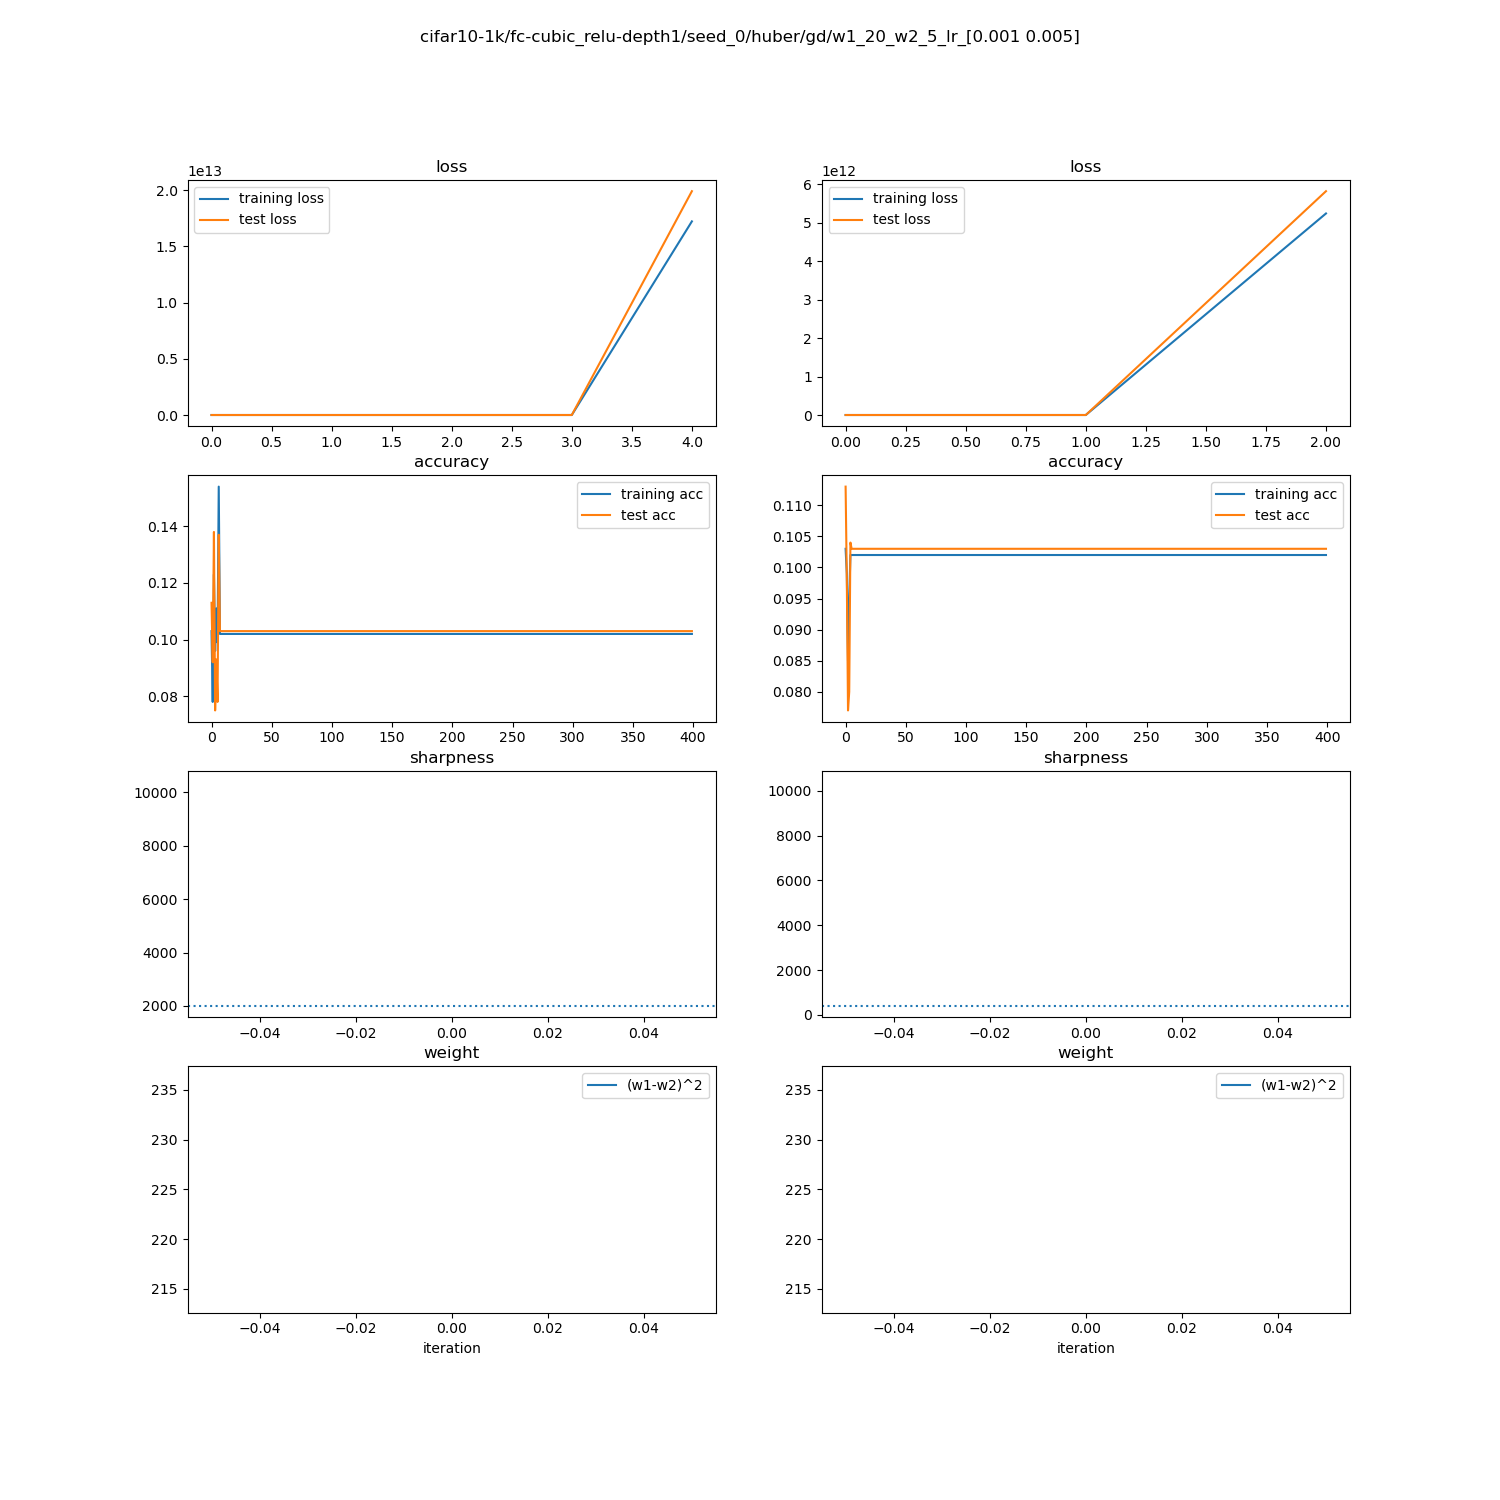 cifar10-1k/fc-cubic_relu-depth1/seed_0/huber/gd/w1_20_w2_5_lr_[0.001 0.005]
loss
1e13
training loss
test loss
2.0
1.5
1.0
0.5
0.0
0.0 0.5 1.0 1.5 2.0 2.5 3.0 3.5 4.0
loss
1e12
training loss
test loss
6
5
4
3
2
1
0
0.00 0.25 0.50 0.75 1.00 1.25 1.50 1.75 2.00
accuracy
training acc
test acc
0.14
0.12
0.10
0.08
0 50 100 150 200 250 300 350 400
accuracy
training acc
test acc
0.110
0.105
0.100
0.095
0.090
0.085
0.080
0 50 100 150 200 250 300 350 400
sharpness
10000
8000
6000
4000
2000
−0.04 −0.02 0.00 0.02 0.04
sharpness
10000
8000
6000
4000
2000
0
−0.04 −0.02 0.00 0.02 0.04
weight
(w1-w2)^2
235
230
225
220
215
−0.04 −0.02 0.00 0.02 0.04
iteration
weight
(w1-w2)^2
235
230
225
220
215
−0.04 −0.02 0.00 0.02 0.04
iteration